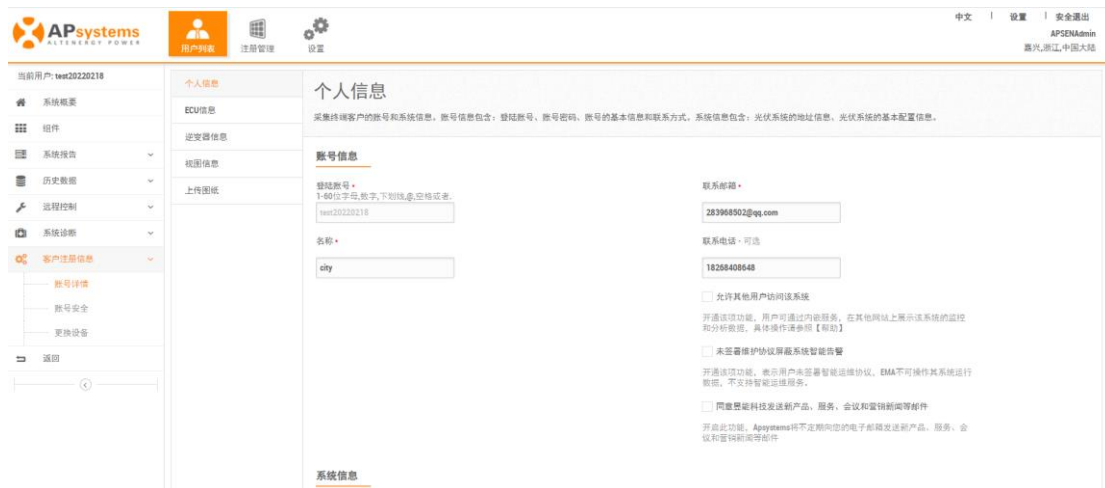 APsystems
ALTENERGY POWER
用户列表
注册管理
设置
中文 | 设置 | 安全退出
APSENAdmin
嘉兴,浙江,中国大陆
当前用户: test20220218
系统概要
组件
系统报告
历史数据
远程控制
系统诊断
客户注册信息
账号详情
账号安全
更换设备
返回
个人信息
ECU信息
逆变器信息
视图信息
上传图纸
个人信息
采集终端客户的账号和系统信息。账号信息包含：登陆账号、账号密码、账号的基本信息和联系方式。系统信息包含：光伏系统的地址信息、光伏系统的基本配置信息。
账号信息
登陆账号 •
1-60位字母,数字,下划线,@,空格或者.
test20220218
名称 •
city
联系邮箱 •
283968502@qq.com
联系电话 - 可选
18268408648
允许其他用户访问该系统
开通该项功能，用户可通过内嵌服务，在其他网站上展示该系统的监控
和分析数据，具体操作请参照【帮助】
未签署维护协议屏蔽系统智能告警
开通该项功能，表示用户未签署智能运维协议，EMA不可操作其系统运行
数据，不支持智能运维服务。
同意昱能科技发送新产品、服务、会议和营销新闻等邮件
开启此功能，Apsystems将不定期向您的电子邮箱发送新产品、服务、会
议和营销新闻等邮件
系统信息